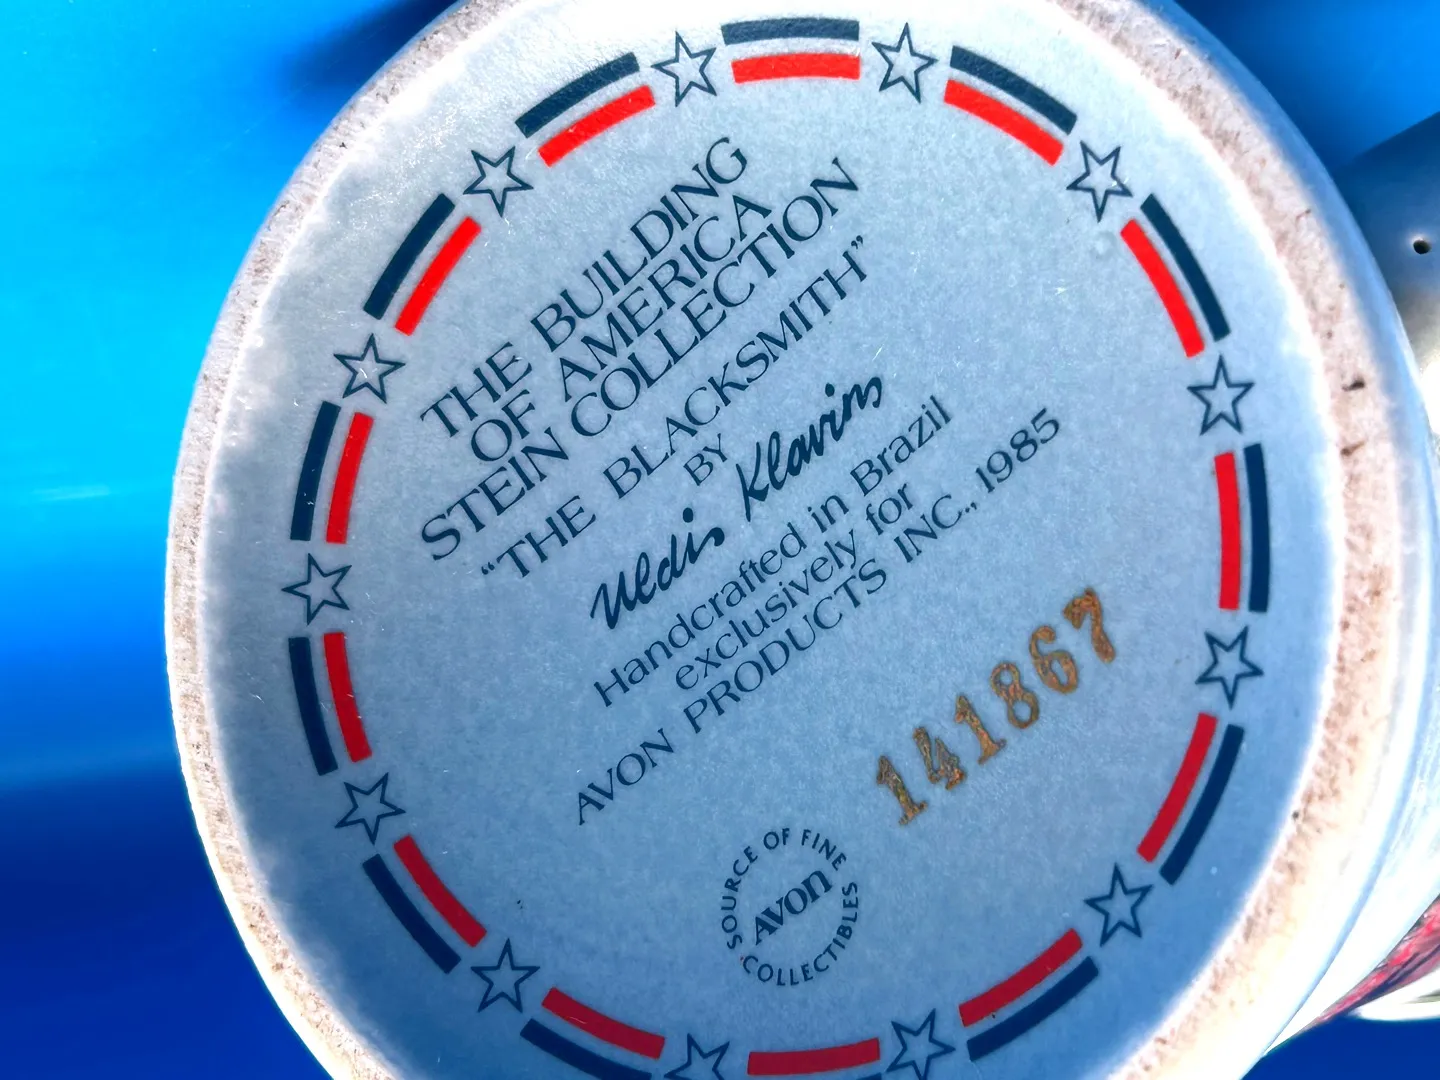 THE BUILDING
OF AMERICA
STEIN COLLECTION
“THE BLACKSMITH”
BY
Uldis Klavins
Handcrafted in Brazil
exclusively for
AVON PRODUCTS INC., 1985
141867
SOURCE OF FINE
AVON
COLLECTIBLES